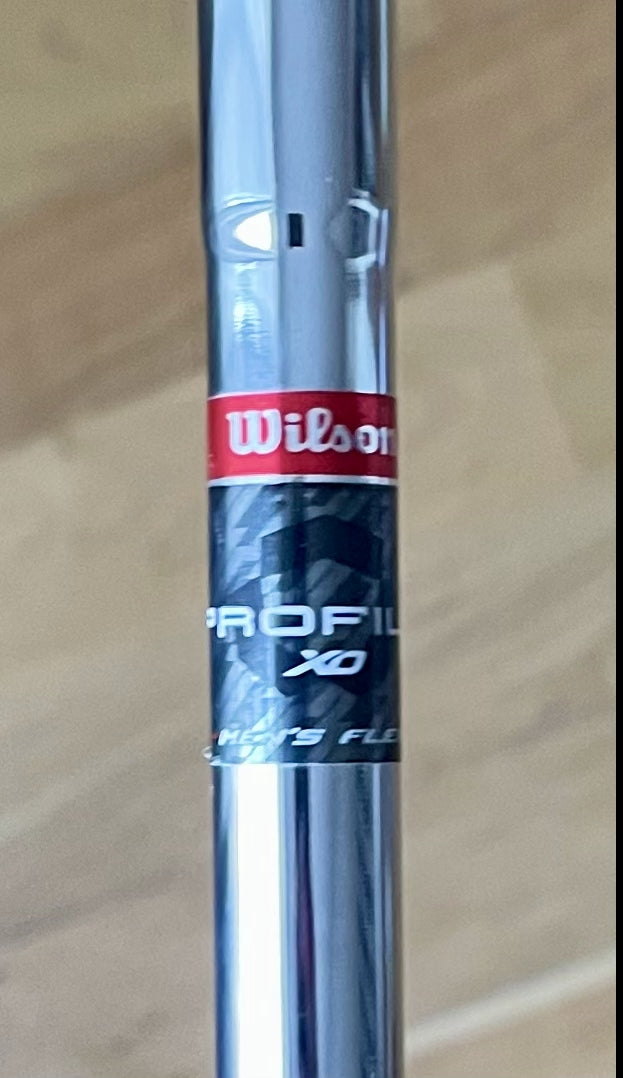 Wilson
PROFIL
XD
MEN'S FLE